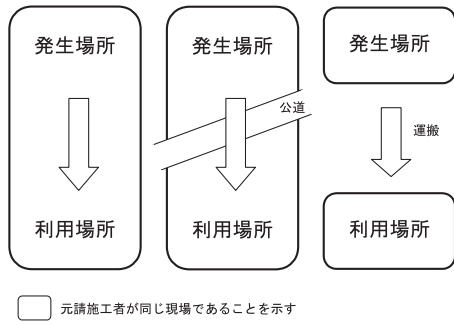 発生場所
利用場所
発生場所
公道
利用場所
発生場所
運搬
利用場所
元請施工者が同じ現場であることを示す